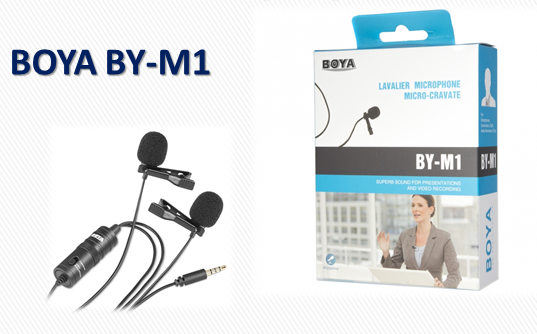 BOYA BY-M1
BOYA
LAVALIER MICROPHONE
MICRO-CRAVATE
BY-M1
SUPERB SOUND FOR PRESENTATIONS
AND VIDEO RECORDING
BY-M1
BOYA